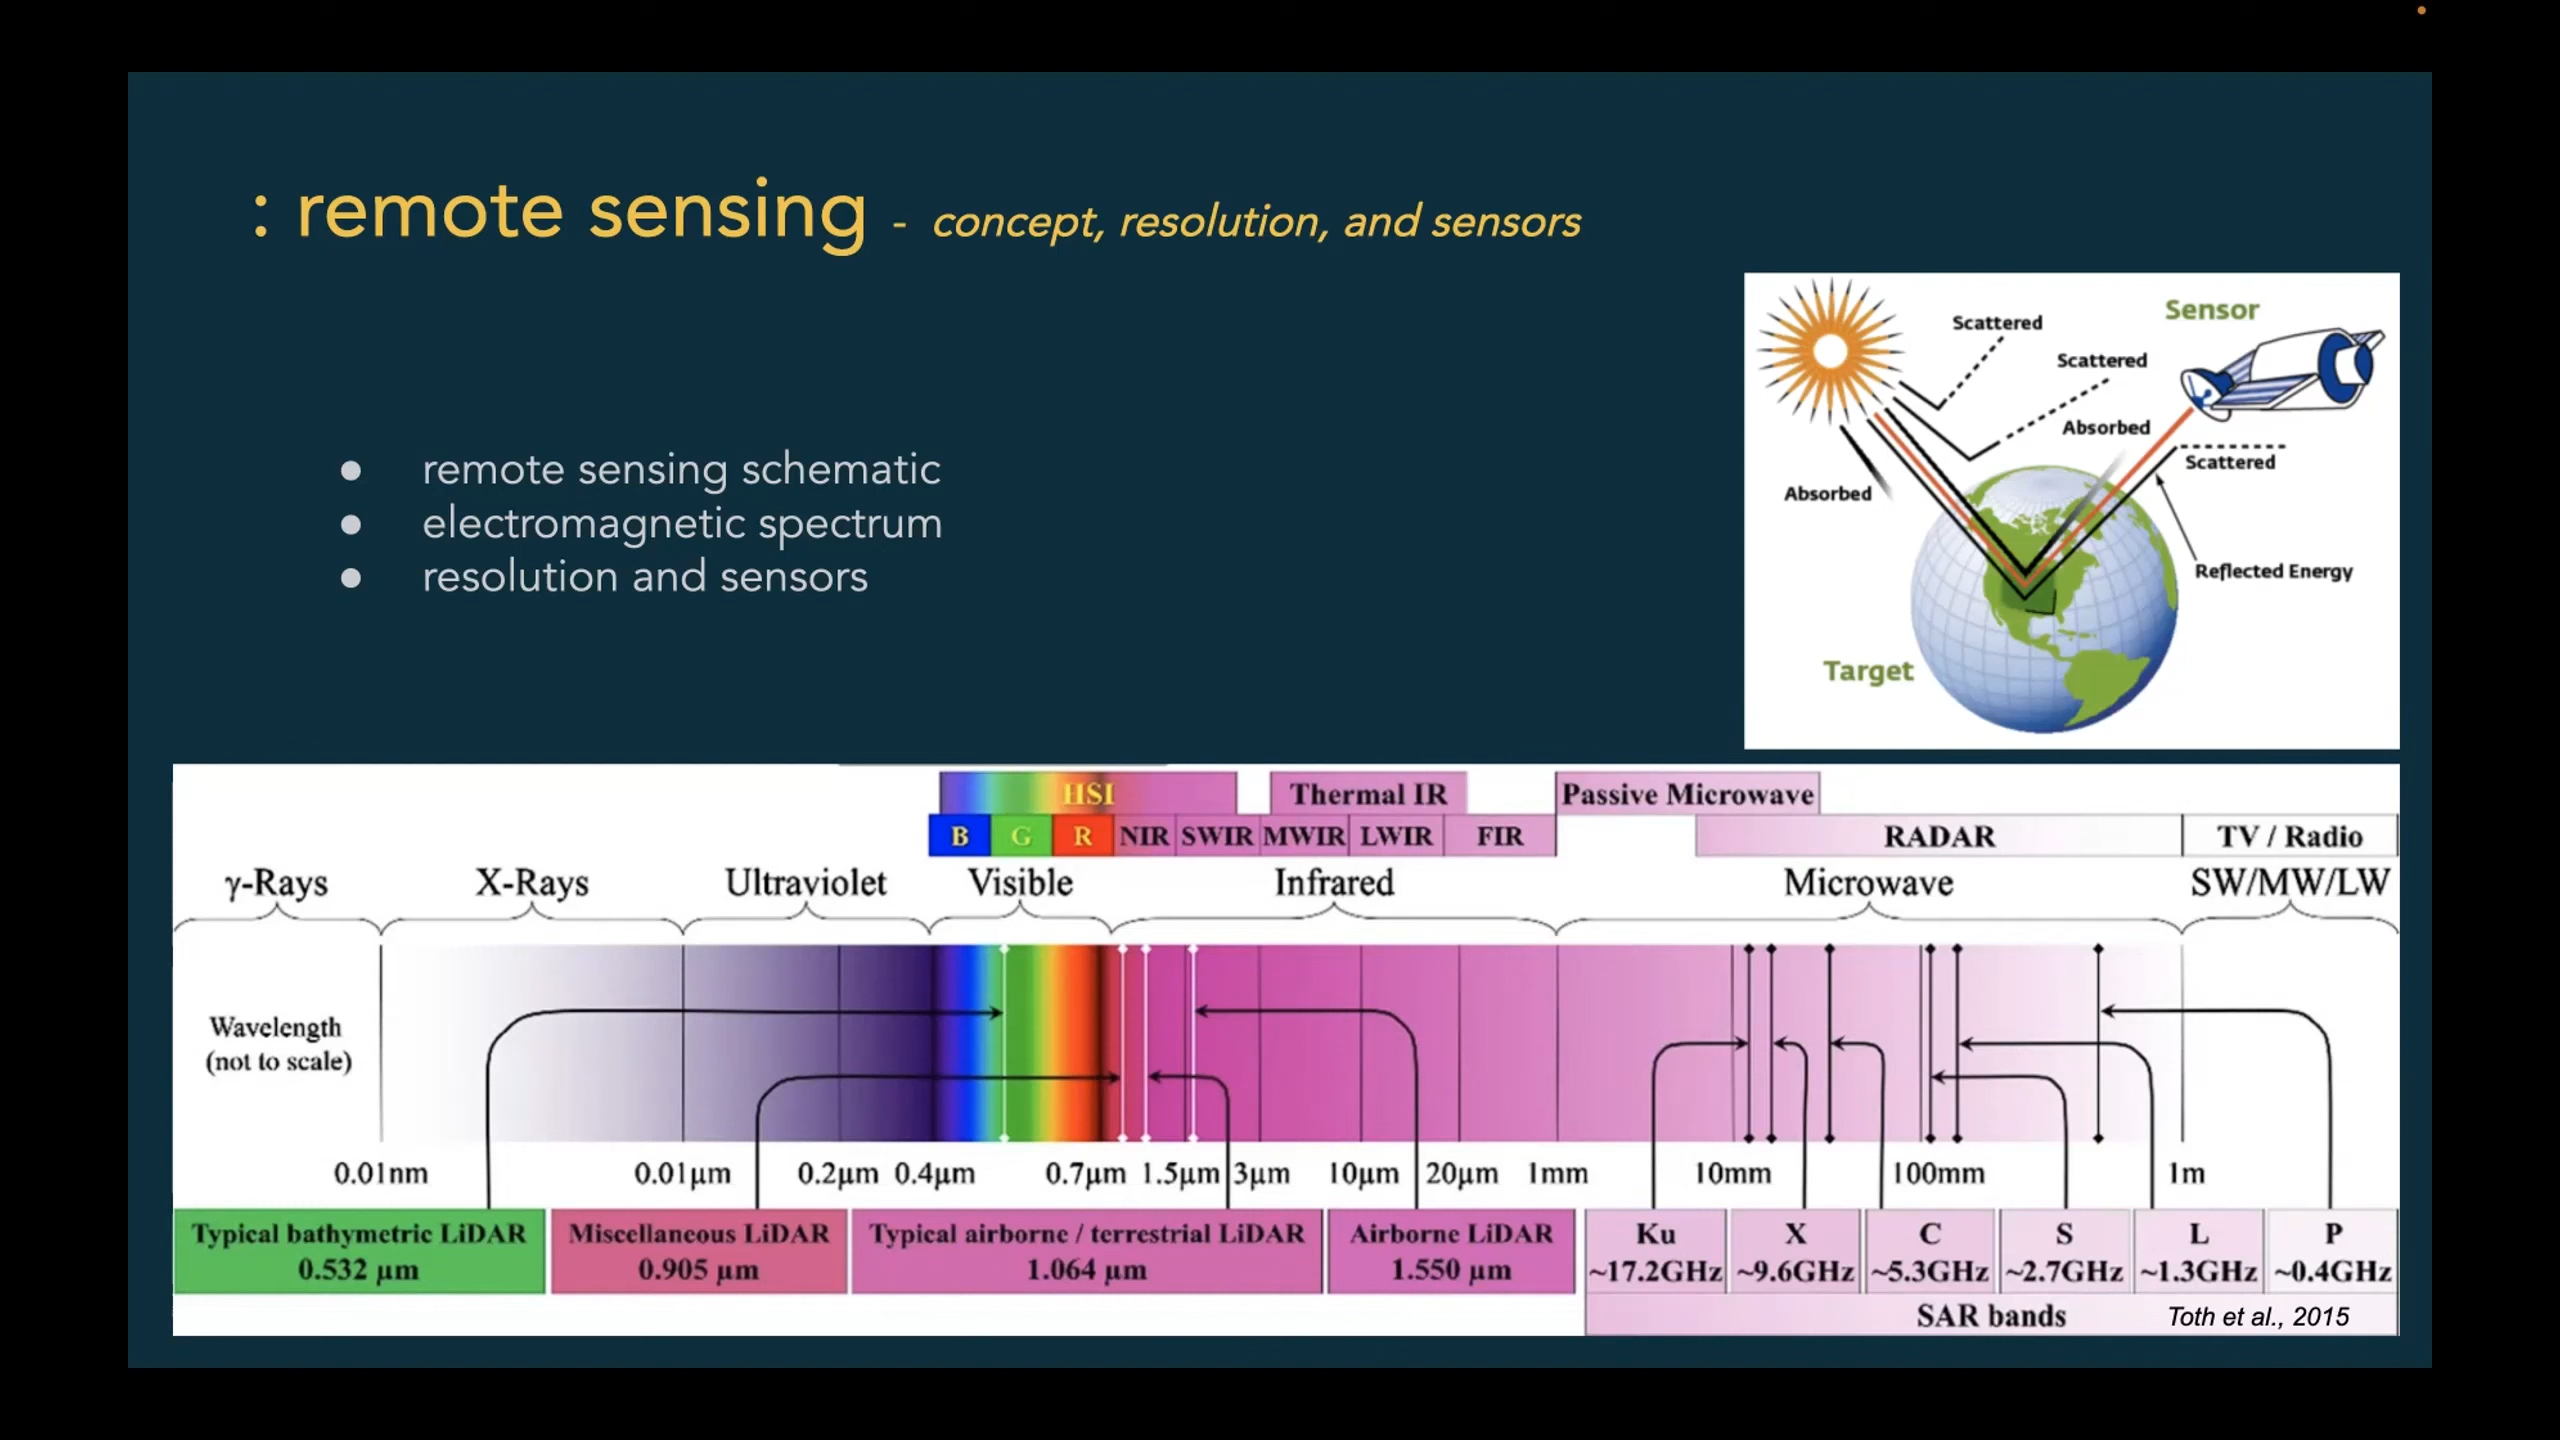 : remote sensing - concept, resolution, and sensors
● remote sensing schematic
● electromagnetic spectrum
● resolution and sensors
Sensor
Scattered
Scattered
Absorbed
Scattered
Absorbed
Reflected Energy
Target
HSI Thermal IR Passive Microwave
B G R NIR SWIR MWIR LWIR FIR RADAR TV / Radio
γ-Rays X-Rays Ultraviolet Visible Infrared Microwave SW/MW/LW
Wavelength
(not to scale)
0.01nm 0.01μm 0.2μm 0.4μm 0.7μm 1.5μm 3μm 10μm 20μm 1mm 10mm 100mm 1m
Typical bathymetric LiDAR Miscellaneous LiDAR Typical airborne / terrestrial LiDAR Airborne LiDAR Ku X C S L P
0.532 μm 0.905 μm 1.064 μm 1.550 μm ~17.2GHz ~9.6GHz ~5.3GHz ~2.7GHz ~1.3GHz ~0.4GHz
SAR bands Toth et al., 2015